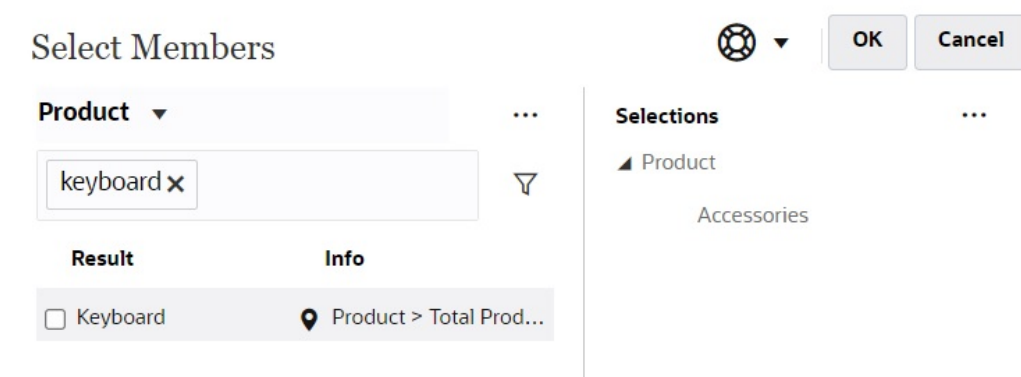 Select Members
OK
Cancel
Product
...
keyboard
Result
Info
Keyboard
Product > Total Prod...
Selections
...
Product
Accessories